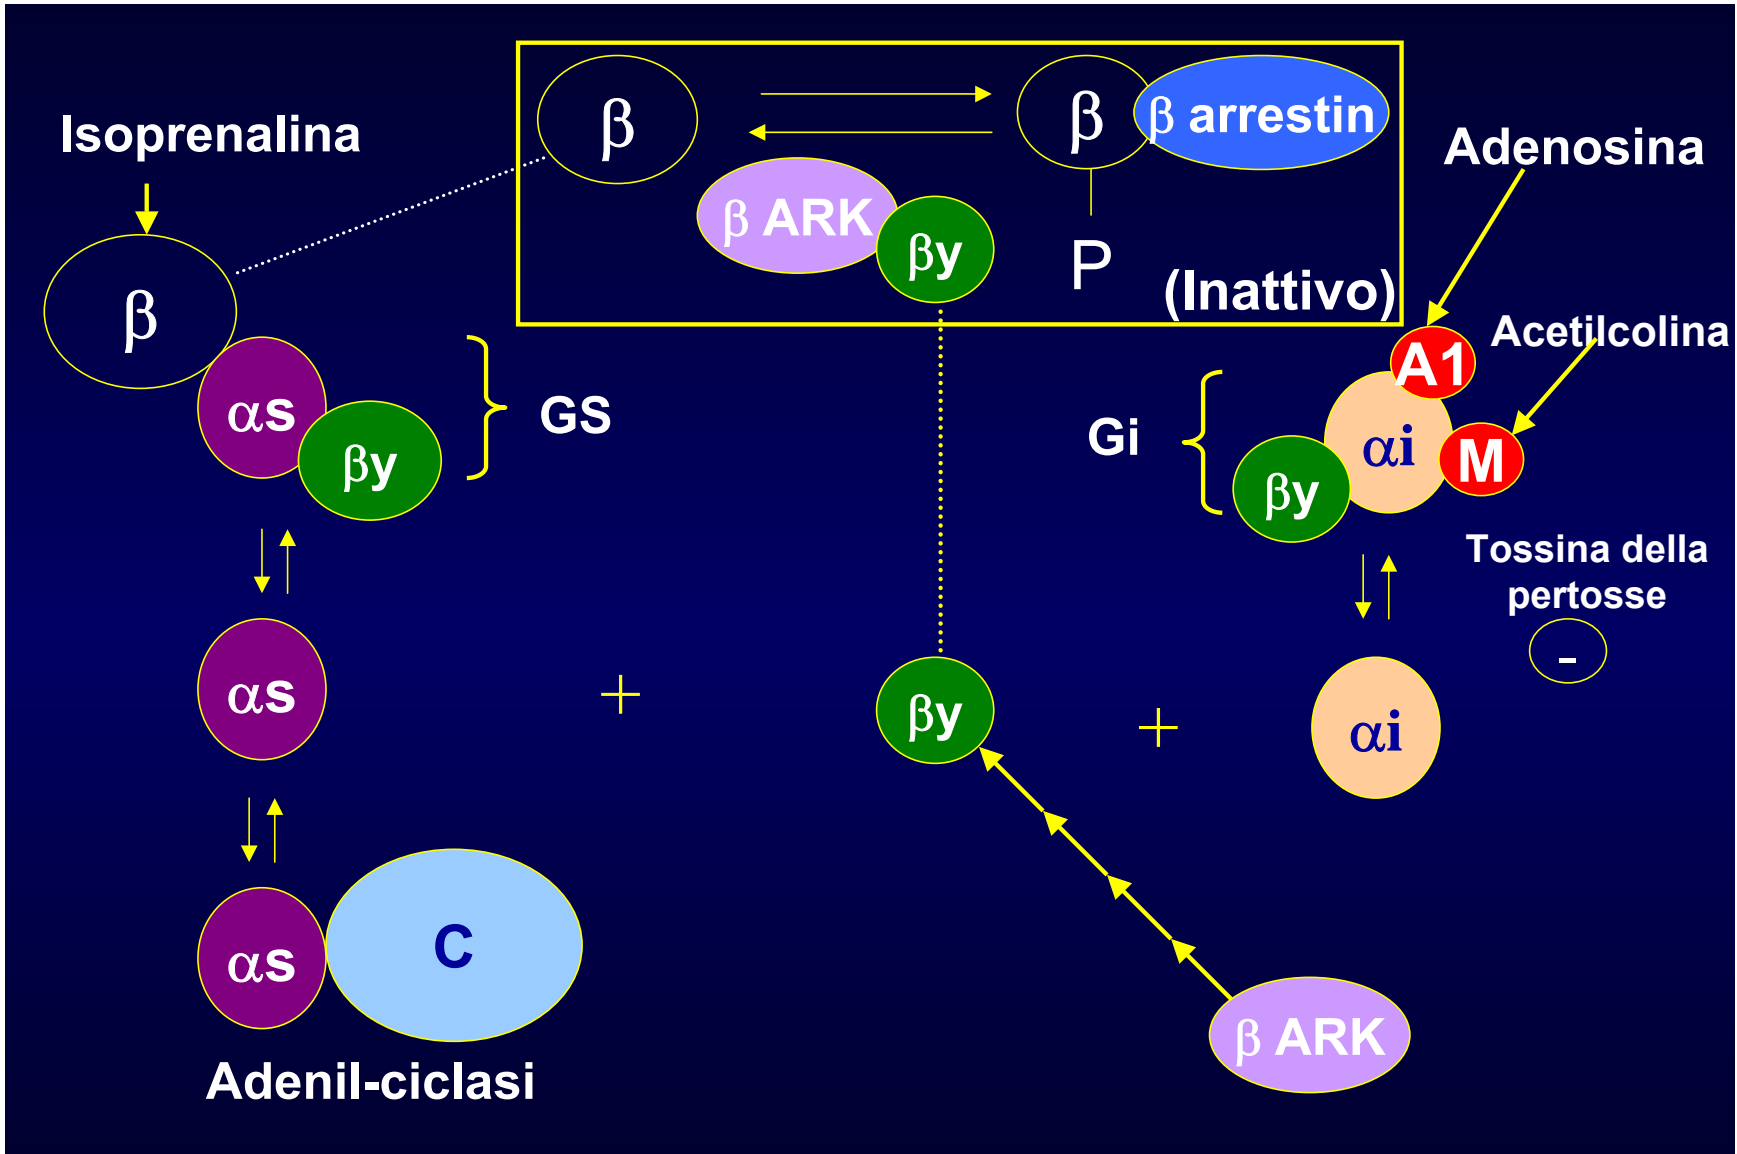 Isoprenalina
β
β
β arrestin
β ARK
βy
P
(Inattivo)
Adenosina
Acetilcolina
β
αs
βy
GS
Gi
A1
αi
M
βy
Tossina della
pertosse
-
αs
+
βy
+
αi
αs
C
Adenil-ciclasi
β ARK